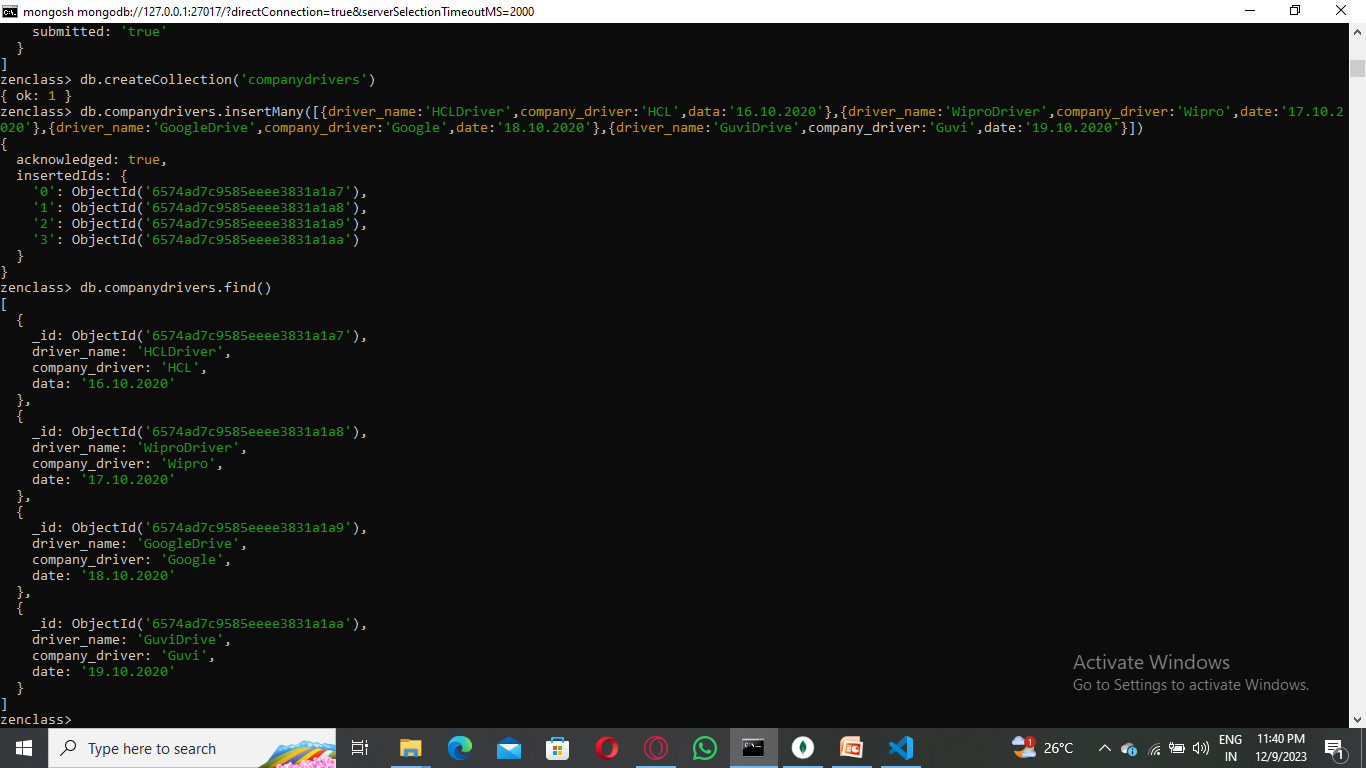 mongosh mongodb://127.0.0.1:27017/?directConnection=true&serverSelectionTimeoutMS=2000
    submitted: 'true'
  }
]
zenclass> db.createCollection('companydrivers')
{ ok: 1 }
zenclass> db.companydrivers.insertMany([{driver_name:'HCLDriver',company_driver:'HCL',data:'16.10.2020'},{driver_name:'WiproDriver',company_driver:'Wipro',date:'17.10.2
020'},{driver_name:'GoogleDrive',company_driver:'Google',date:'18.10.2020'},{driver_name:'GuviDrive',company_driver:'Guvi',date:'19.10.2020'}])
{
  acknowledged: true,
  insertedIds: {
    '0': ObjectId('6574ad7c9585eeee3831a1a7'),
    '1': ObjectId('6574ad7c9585eeee3831a1a8'),
    '2': ObjectId('6574ad7c9585eeee3831a1a9'),
    '3': ObjectId('6574ad7c9585eeee3831a1aa')
  }
}
zenclass> db.companydrivers.find()
[
  {
    _id: ObjectId('6574ad7c9585eeee3831a1a7'),
    driver_name: 'HCLDriver',
    company_driver: 'HCL',
    data: '16.10.2020'
  },
  {
    _id: ObjectId('6574ad7c9585eeee3831a1a8'),
    driver_name: 'WiproDriver',
    company_driver: 'Wipro',
    date: '17.10.2020'
  },
  {
    _id: ObjectId('6574ad7c9585eeee3831a1a9'),
    driver_name: 'GoogleDrive',
    company_driver: 'Google',
    date: '18.10.2020'
  },
  {
    _id: ObjectId('6574ad7c9585eeee3831a1aa'),
    driver_name: 'GuviDrive',
    company_driver: 'Guvi',
    date: '19.10.2020'
  }
]
zenclass>
Activate Windows
Go to Settings to activate Windows.
Type here to search
1
26°C
ENG
IN
11:40 PM
12/9/2023
1